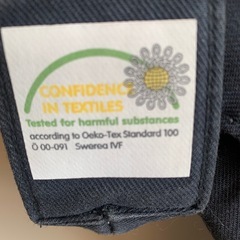 CONFIDENCE
IN TEXTILES
Tested for harmful substances
according to Oeko-Tex Standard 100
Ö 00-091 Swerea IVF